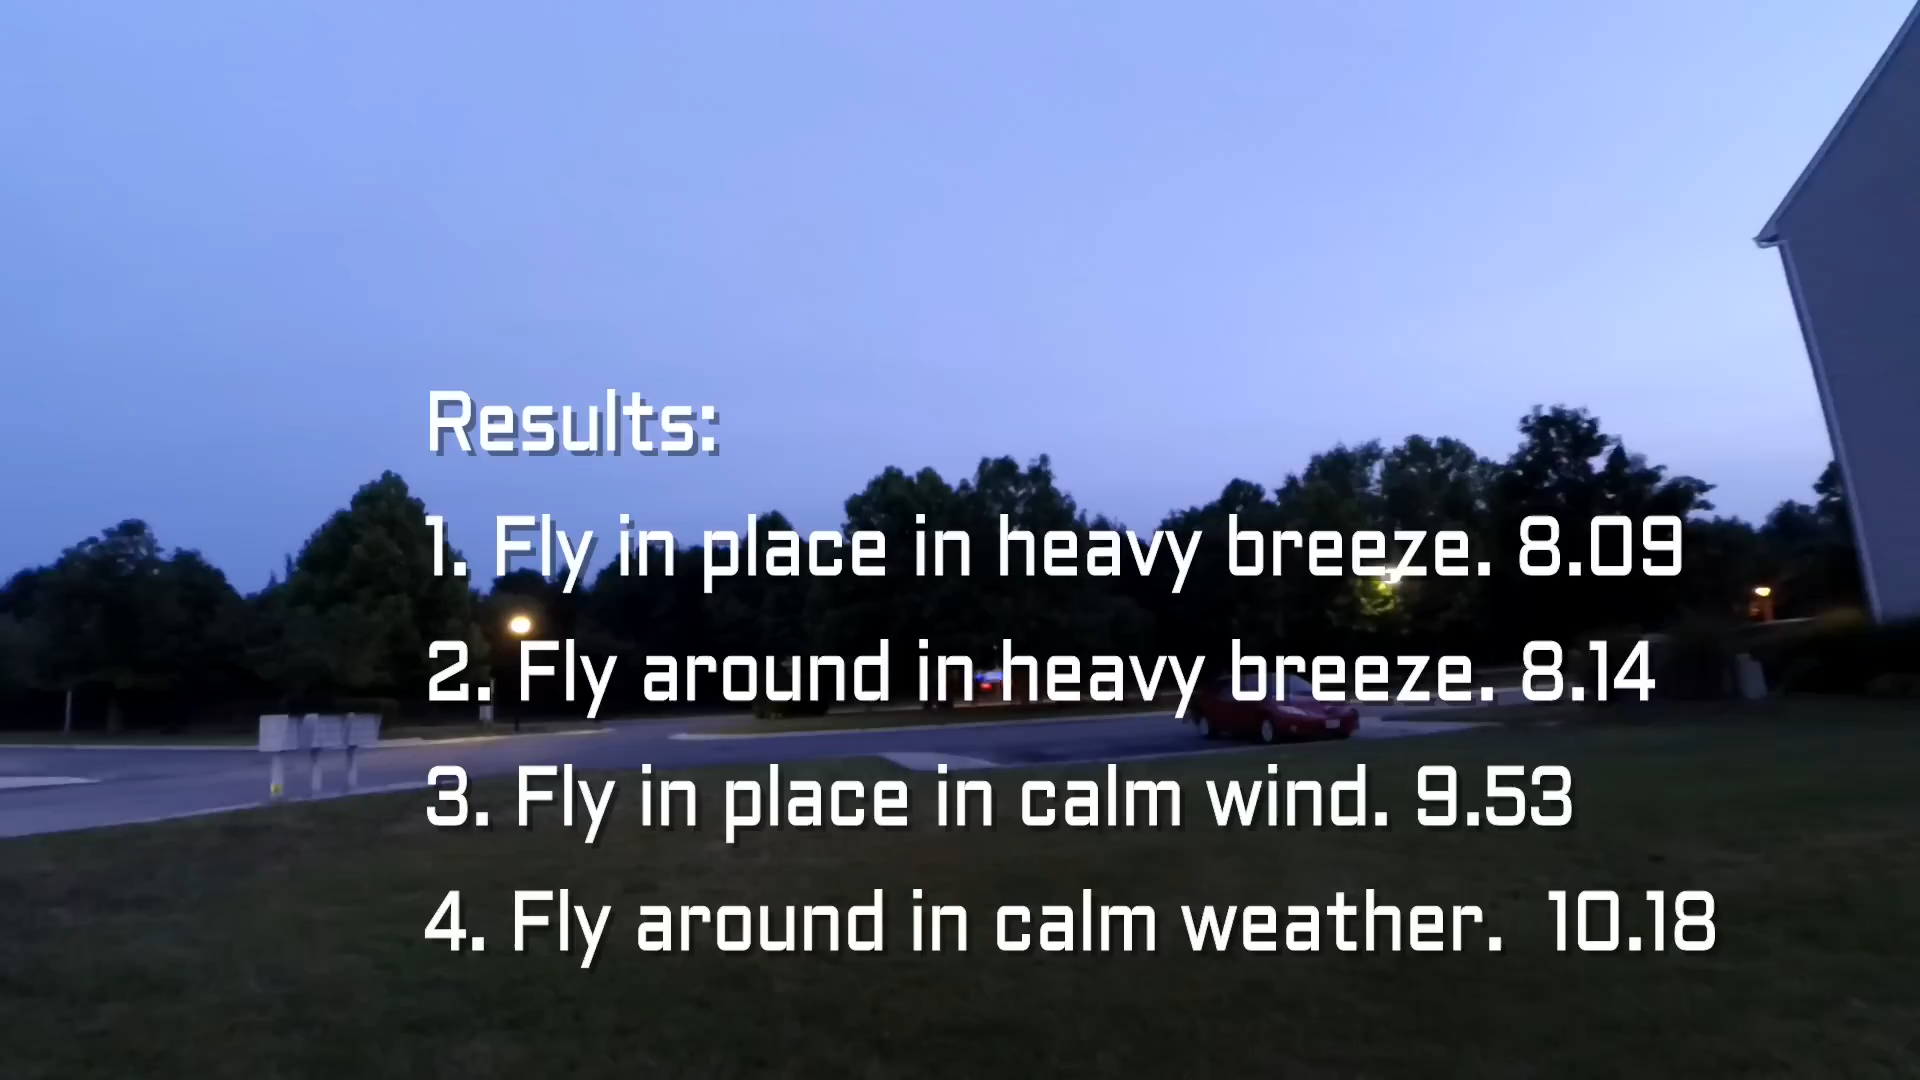 Results:
1. Fly in place in heavy breeze. 8.09
2. Fly around in heavy breeze. 8.14
3. Fly in place in calm wind. 9.53
4. Fly around in calm weather. 10.18